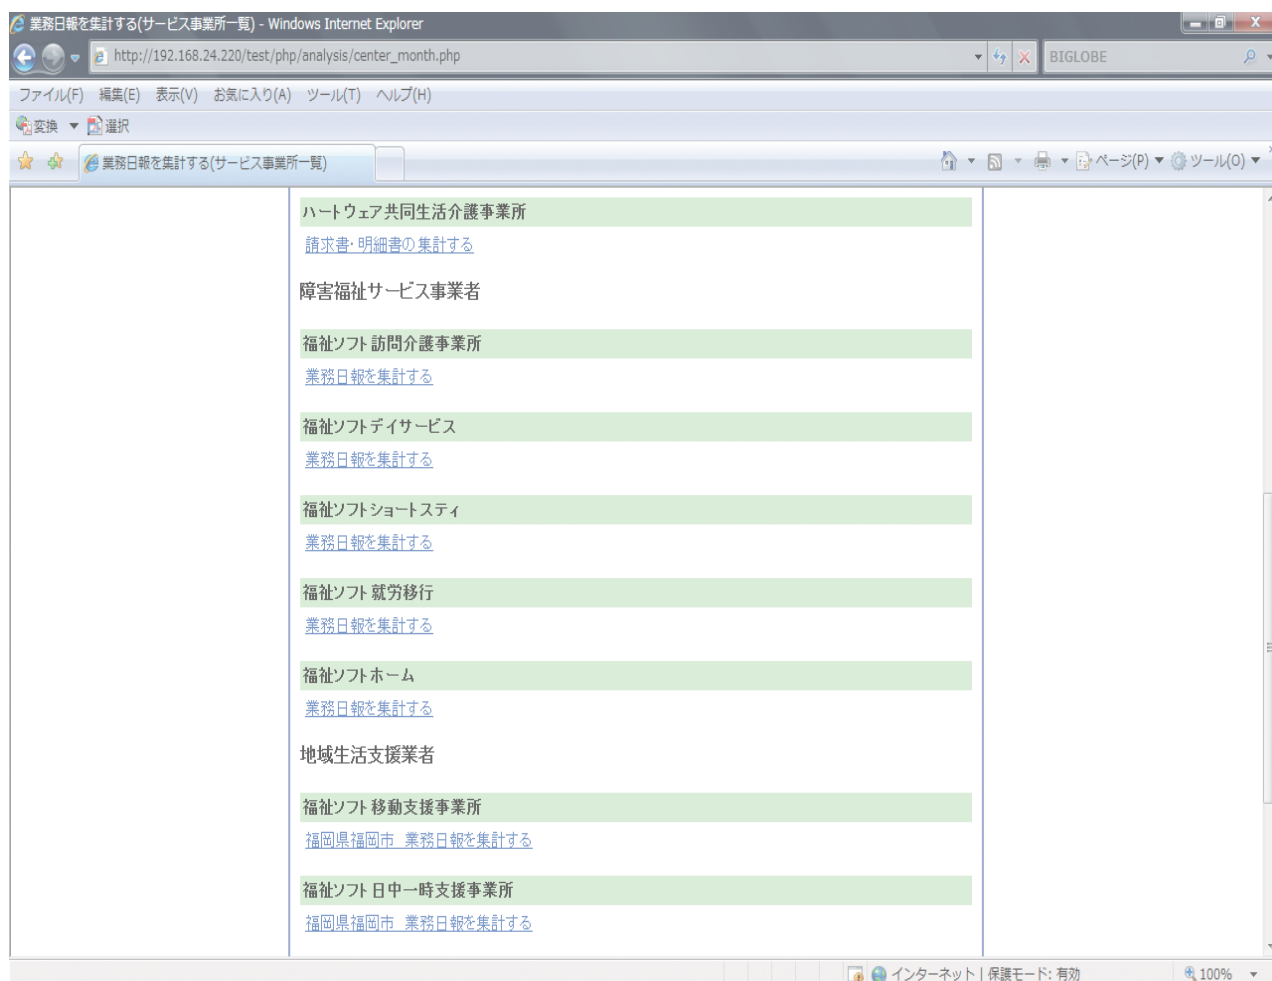 業務日報を集計する(サービス事業所一覧) - Windows Internet Explorer
http://192.168.24.220/test/php/analysis/center_month.php
BIGLOBE
ファイル(F) 編集(E) 表示(V) お気に入り(A) ツール(T) ヘルプ(H)
変換 選択
業務日報を集計する(サービス事業所一覧)
ページ(P) ツール(O)
ハートウェア共同生活介護事業所
請求書・明細書の集計する
障害福祉サービス事業者
福祉ソフト訪問介護事業所
業務日報を集計する
福祉ソフトデイサービス
業務日報を集計する
福祉ソフトショートスティ
業務日報を集計する
福祉ソフト就労移行
業務日報を集計する
福祉ソフトホーム
業務日報を集計する
地域生活支援業者
福祉ソフト移動支援事業所
福岡県福岡市 業務日報を集計する
福祉ソフト日中一時支援事業所
福岡県福岡市 業務日報を集計する
インターネット | 保護モード: 有効
100%